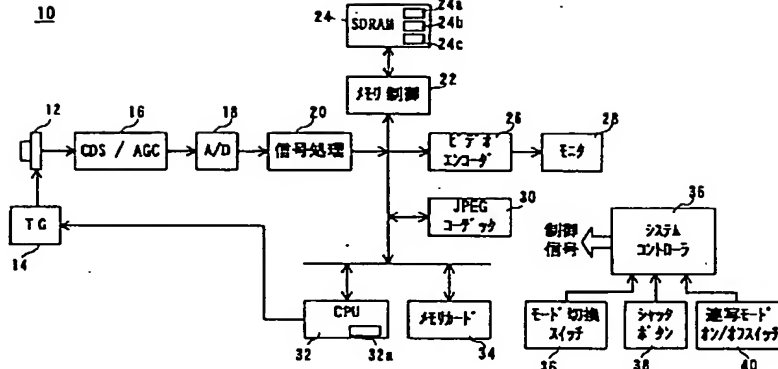 10
24
SDRAM
24a
24b
24c
メモリ制御
22
12
16
CDS / AGC
18
A/D
20
信号処理
26
ビデオ
エンコーダ
28
モニタ
TG
14
30
JPEG
コーデック
制御
信号
36
システム
コントローラ
CPU
32
32a
メモリカード
34
モード切換
スイッチ
36
シャッタ
ボタン
38
連写モード
オン/オフスイッチ
40